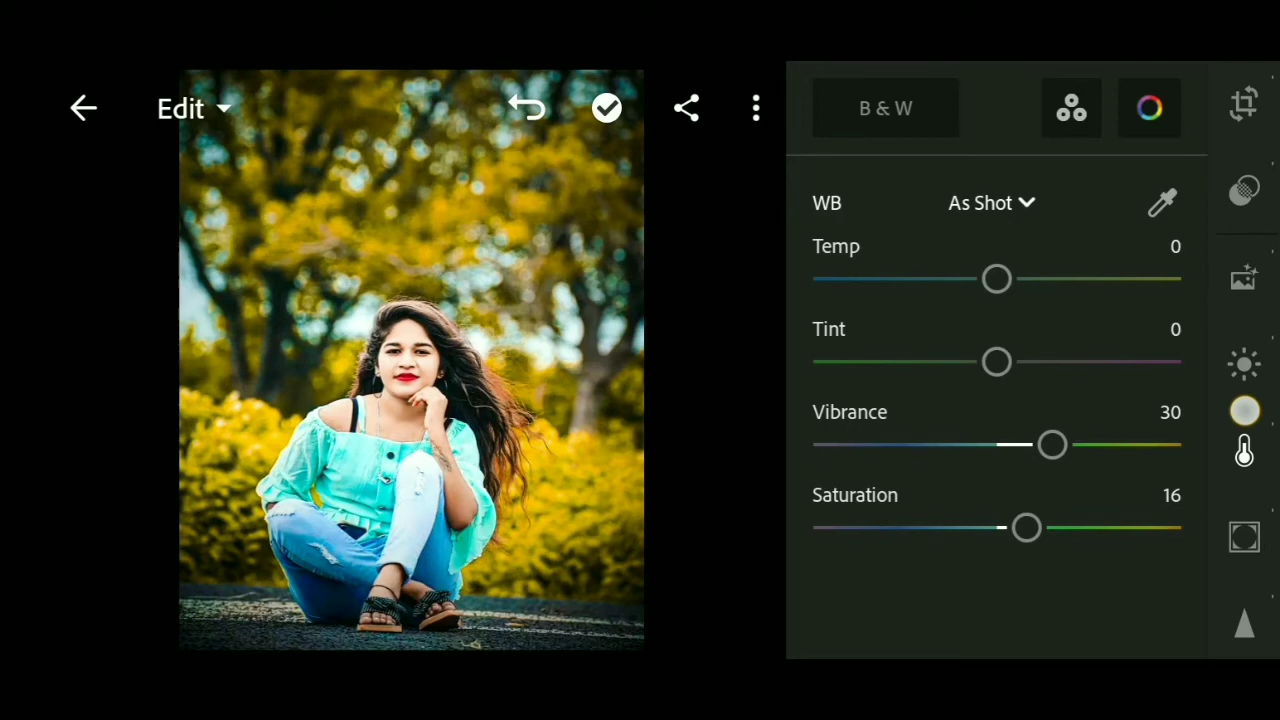 Edit
B & W
WB As Shot
Temp 0
Tint 0
Vibrance 30
Saturation 16